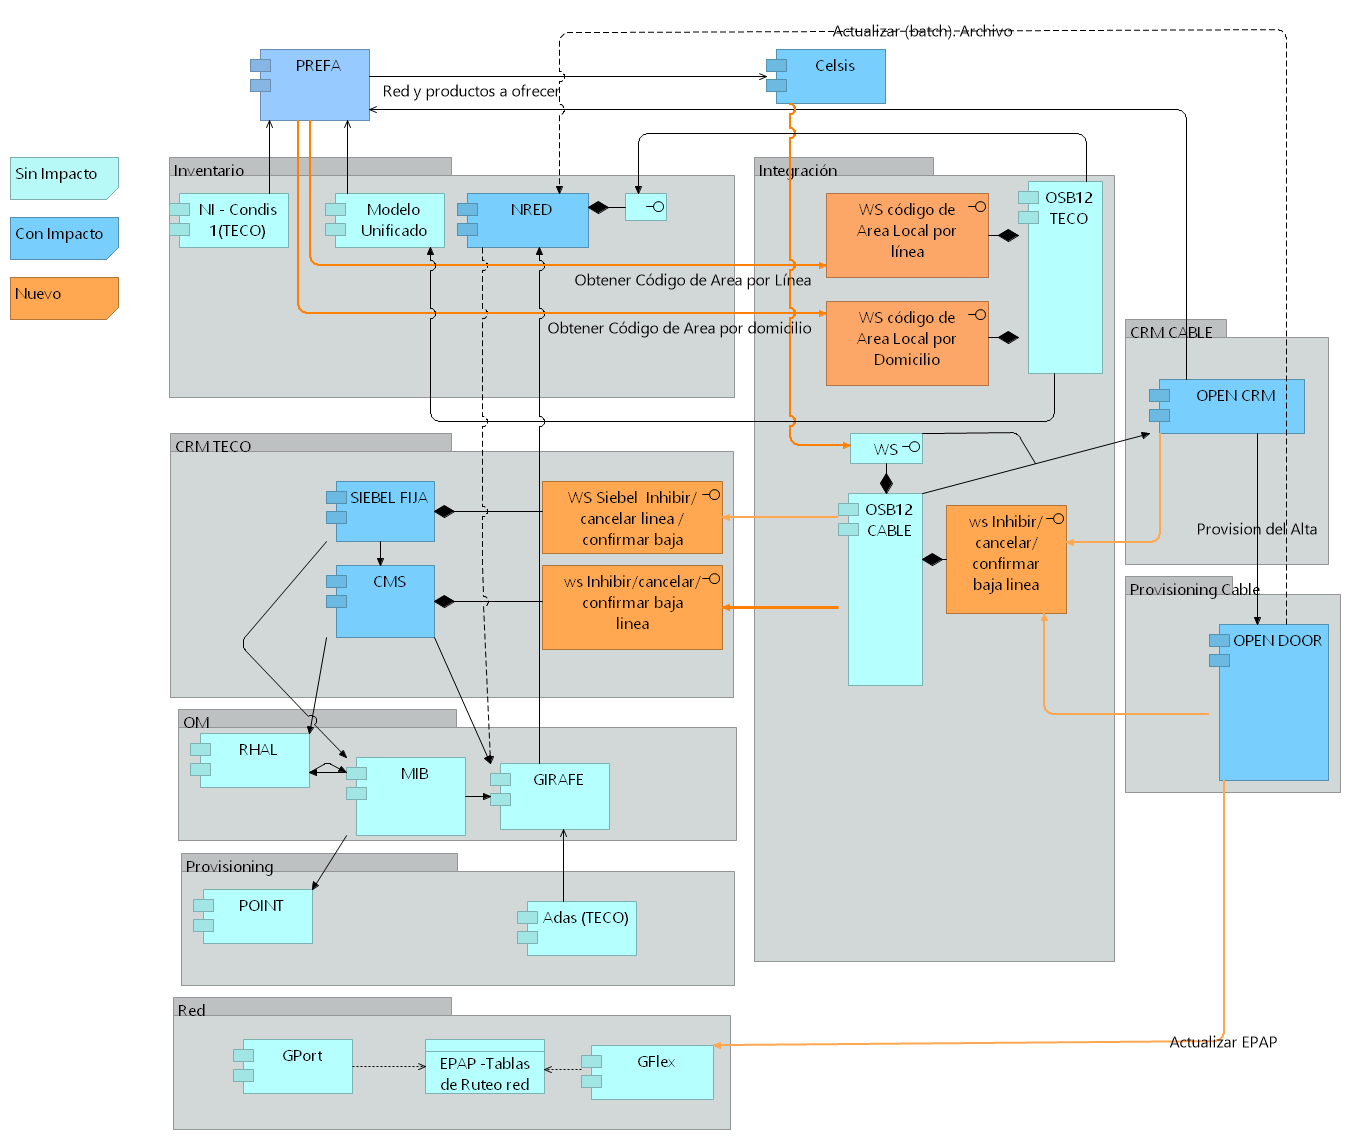 Actualizar (batch). Archivo
PREFA
Celsis
Red y productos a ofrecer
Sin Impacto
Con Impacto
Nuevo
Inventario
NI - Condis
1(TECO)
Modelo
Unificado
NRED
Integración
WS código de
Area Local por
línea
OSB12
TECO
Obtener Código de Area por Línea
WS código de
Area Local por
Domicilio
Obtener Código de Area por domicilio
CRM CABLE
OPEN CRM
CRM TECO
WS
SIEBEL FIJA
WS Siebel Inhibir/
cancelar linea /
confirmar baja
OSB12
CABLE
ws Inhibir/
cancelar/
confirmar
baja linea
Provision del Alta
CMS
ws Inhibir/cancelar/
confirmar baja
linea
Provisioning Cable
OPEN DOOR
OM
RHAL
MIB
GIRAFE
Provisioning
POINT
Adas (TECO)
Red
GPort
EPAP -Tablas
de Ruteo red
GFlex
Actualizar EPAP